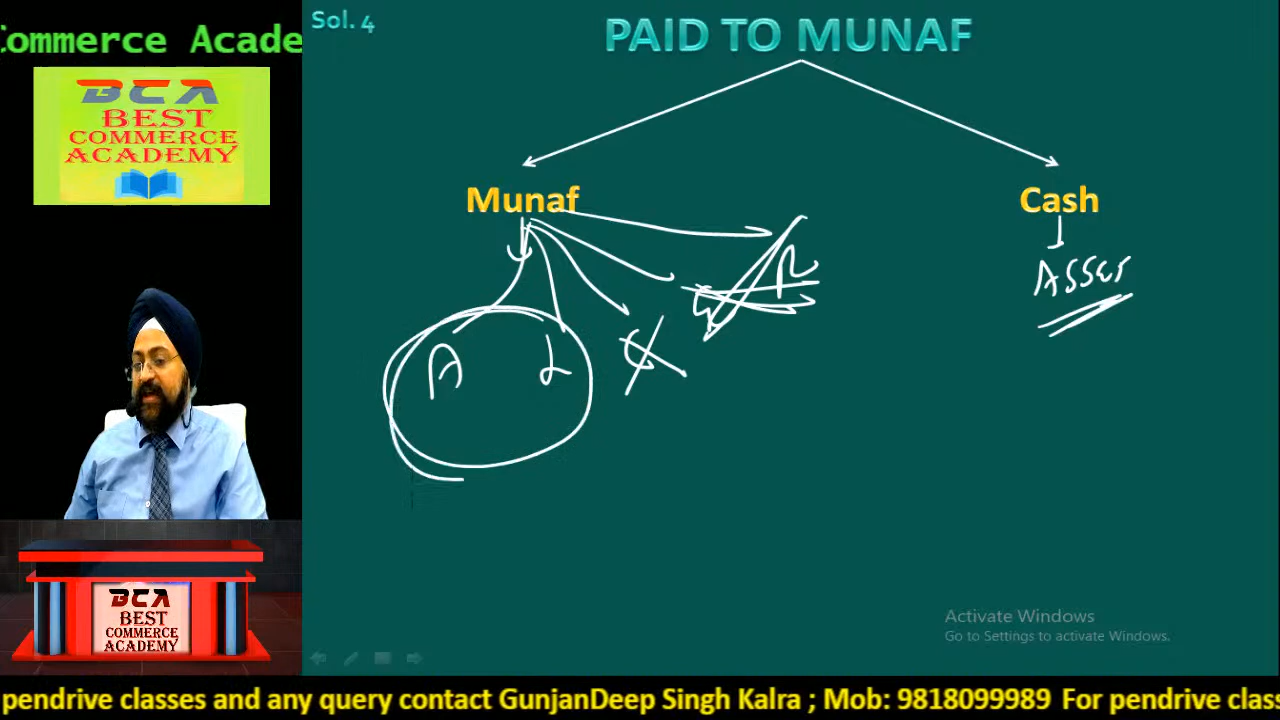 Commerce Acade
Sol. 4
PAID TO MUNAF
BCA
BEST
COMMERCE
ACADEMY
Munaf
Cash
ASSET
A
L
C
R
BCA
BEST
COMMERCE
ACADEMY
Activate Windows
Go to Settings to activate Windows.
pendrive classes and any query contact GunjanDeep Singh Kalra ; Mob: 9818099989 For pendrive class